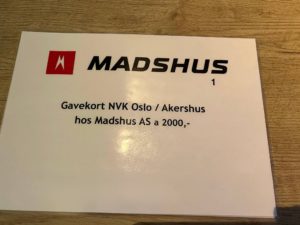 MADSHUS
1
Gavekort NVK Oslo / Akershus
hos Madshus AS a 2000,-